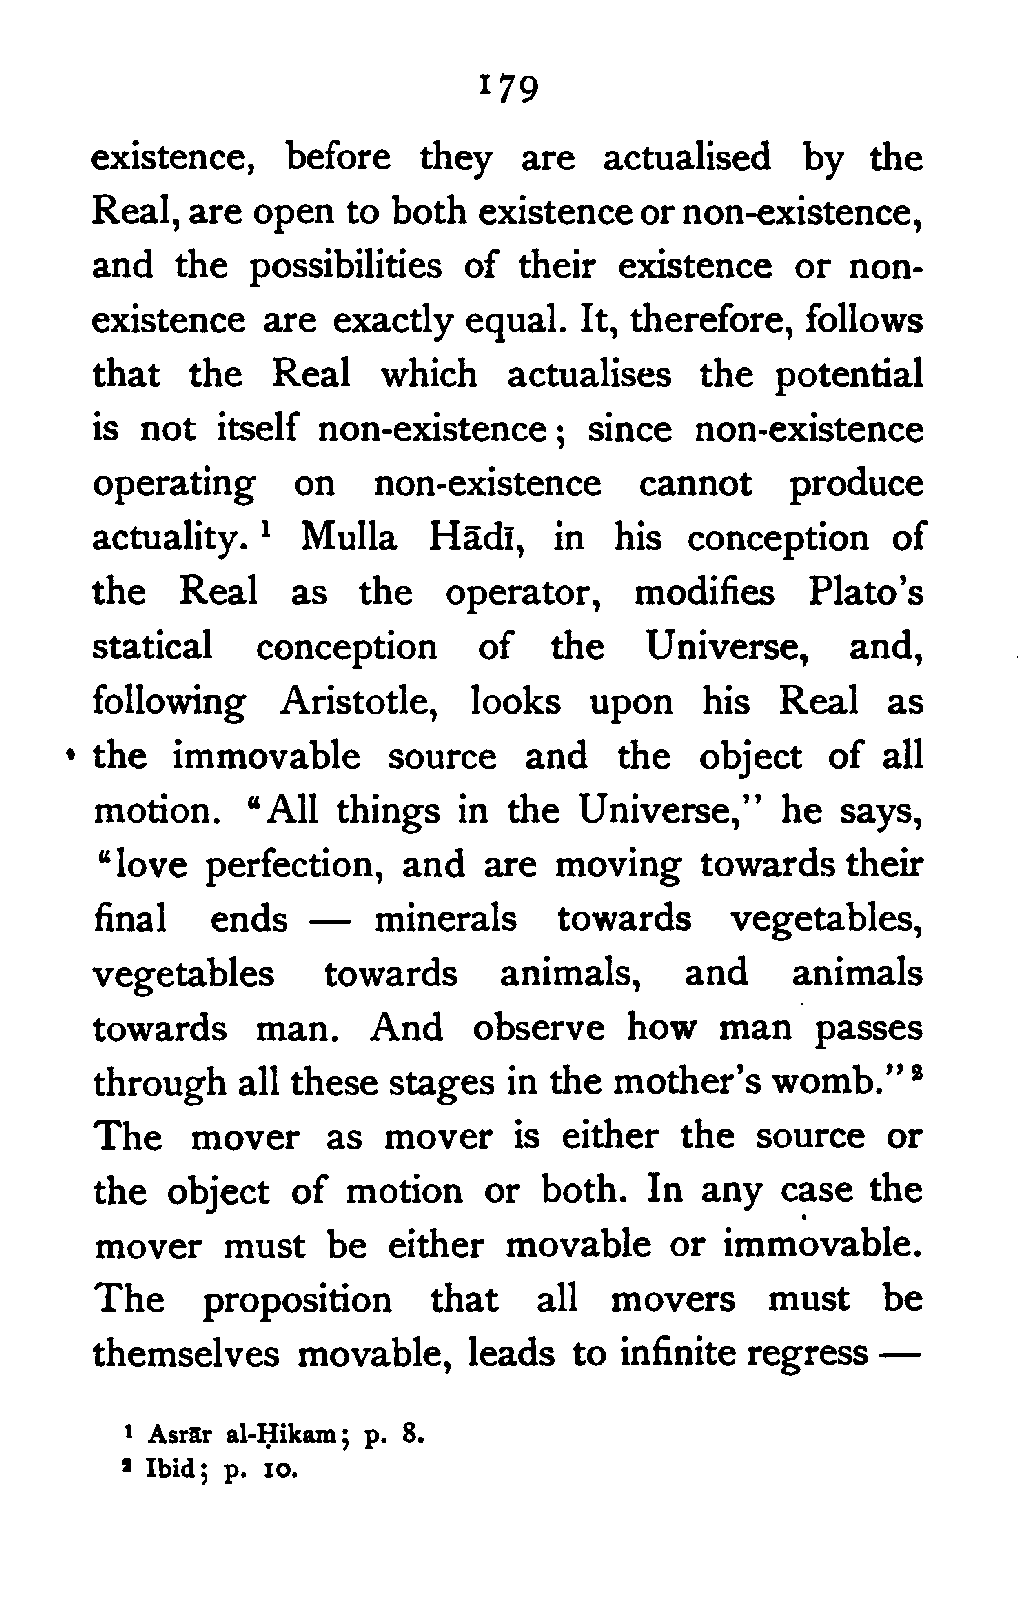 179
existence, before they are actualised by the
Real, are open to both existence or non-existence,
and the possibilities of their existence or non-
existence are exactly equal. It, therefore, follows
that the Real which actualises the potential
is not itself non-existence; since non-existence
operating on non-existence cannot produce
actuality. ¹ Mulla Hādī, in his conception of
the Real as the operator, modifies Plato's
statical conception of the Universe, and,
following Aristotle, looks upon his Real as
the immovable source and the object of all
motion. “All things in the Universe,” he says,
“love perfection, and are moving towards their
final ends — minerals towards vegetables,
vegetables towards animals, and animals
towards man. And observe how man passes
through all these stages in the mother's womb.” ²
The mover as mover is either the source or
the object of motion or both. In any case the
mover must be either movable or immovable.
The proposition that all movers must be
themselves movable, leads to infinite regress —
¹ Asrār al-Ḥikam; p. 8.
² Ibid; p. 10.